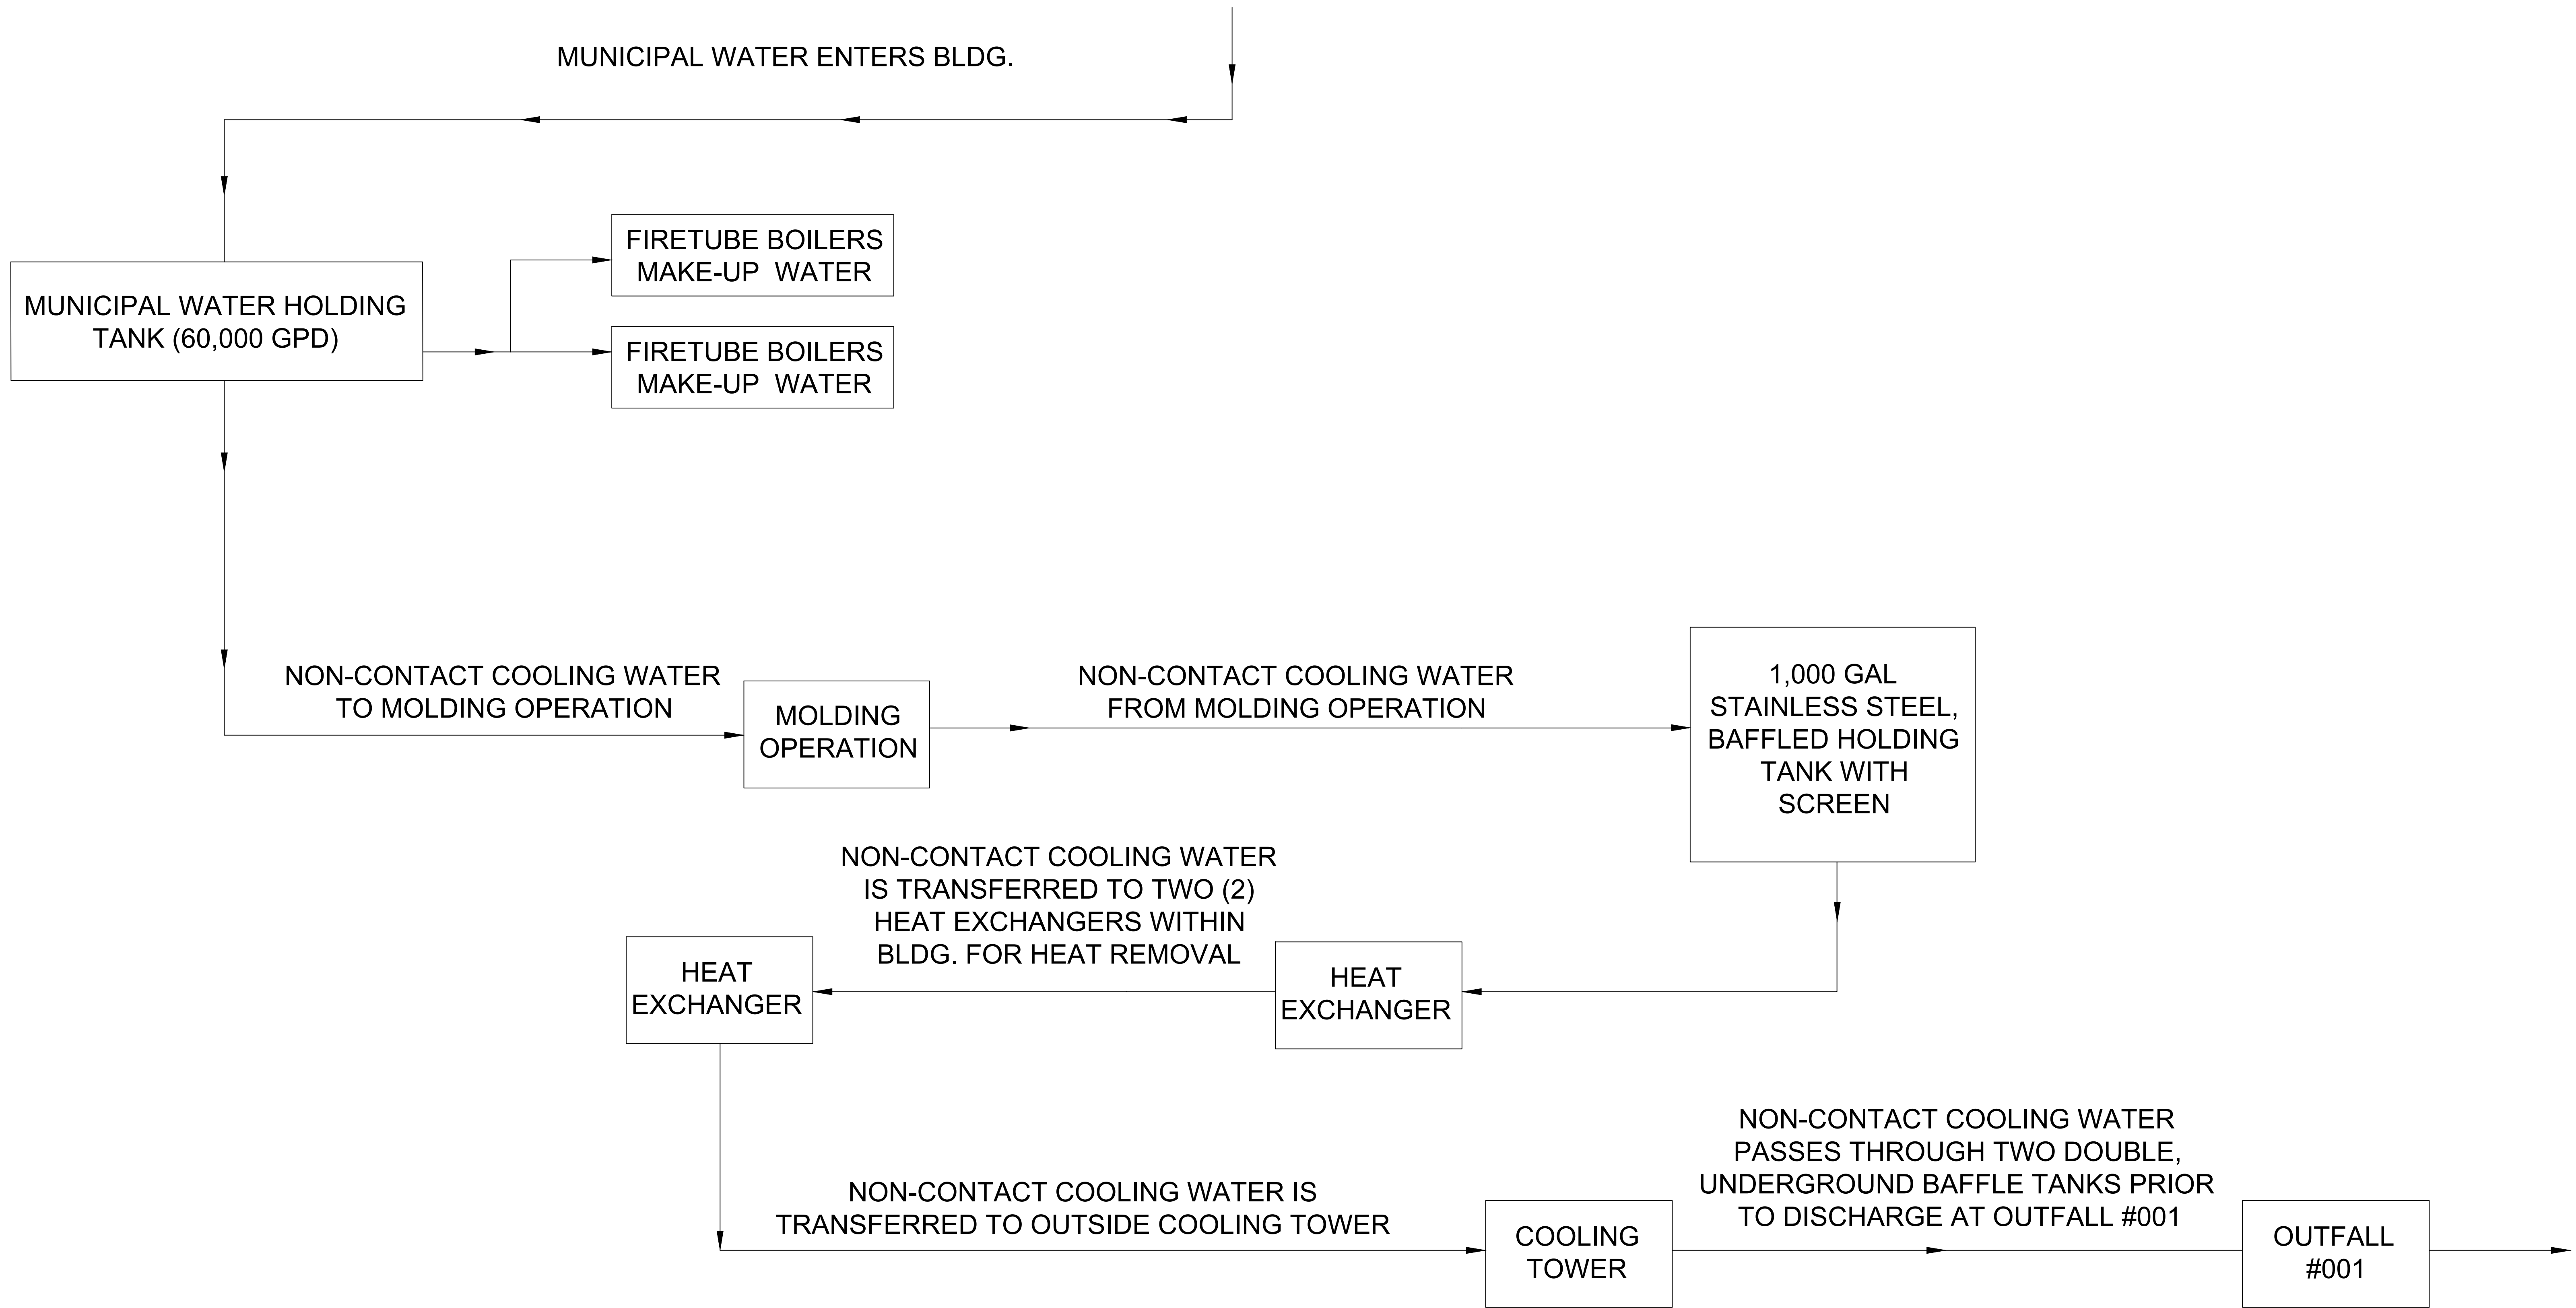 MUNICIPAL WATER ENTERS BLDG.
FIRETUBE BOILERS
MAKE-UP WATER
MUNICIPAL WATER HOLDING
TANK (60,000 GPD)
FIRETUBE BOILERS
MAKE-UP WATER
NON-CONTACT COOLING WATER
TO MOLDING OPERATION
MOLDING
OPERATION
NON-CONTACT COOLING WATER
FROM MOLDING OPERATION
1,000 GAL
STAINLESS STEEL,
BAFFLED HOLDING
TANK WITH
SCREEN
NON-CONTACT COOLING WATER
IS TRANSFERRED TO TWO (2)
HEAT EXCHANGERS WITHIN
BLDG. FOR HEAT REMOVAL
HEAT
EXCHANGER
HEAT
EXCHANGER
NON-CONTACT COOLING WATER IS
TRANSFERRED TO OUTSIDE COOLING TOWER
COOLING
TOWER
NON-CONTACT COOLING WATER
PASSES THROUGH TWO DOUBLE,
UNDERGROUND BAFFLE TANKS PRIOR
TO DISCHARGE AT OUTFALL #001
OUTFALL
#001